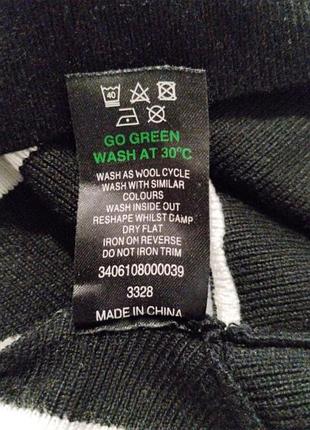 40
GO GREEN
WASH AT 30°C
WASH AS WOOL CYCLE
WASH WITH SIMILAR
COLOURS
WASH INSIDE OUT
RESHAPE WHILST DAMP
DRY FLAT
IRON ON REVERSE
DO NOT IRON TRIM
3406108000039
3328
MADE IN CHINA